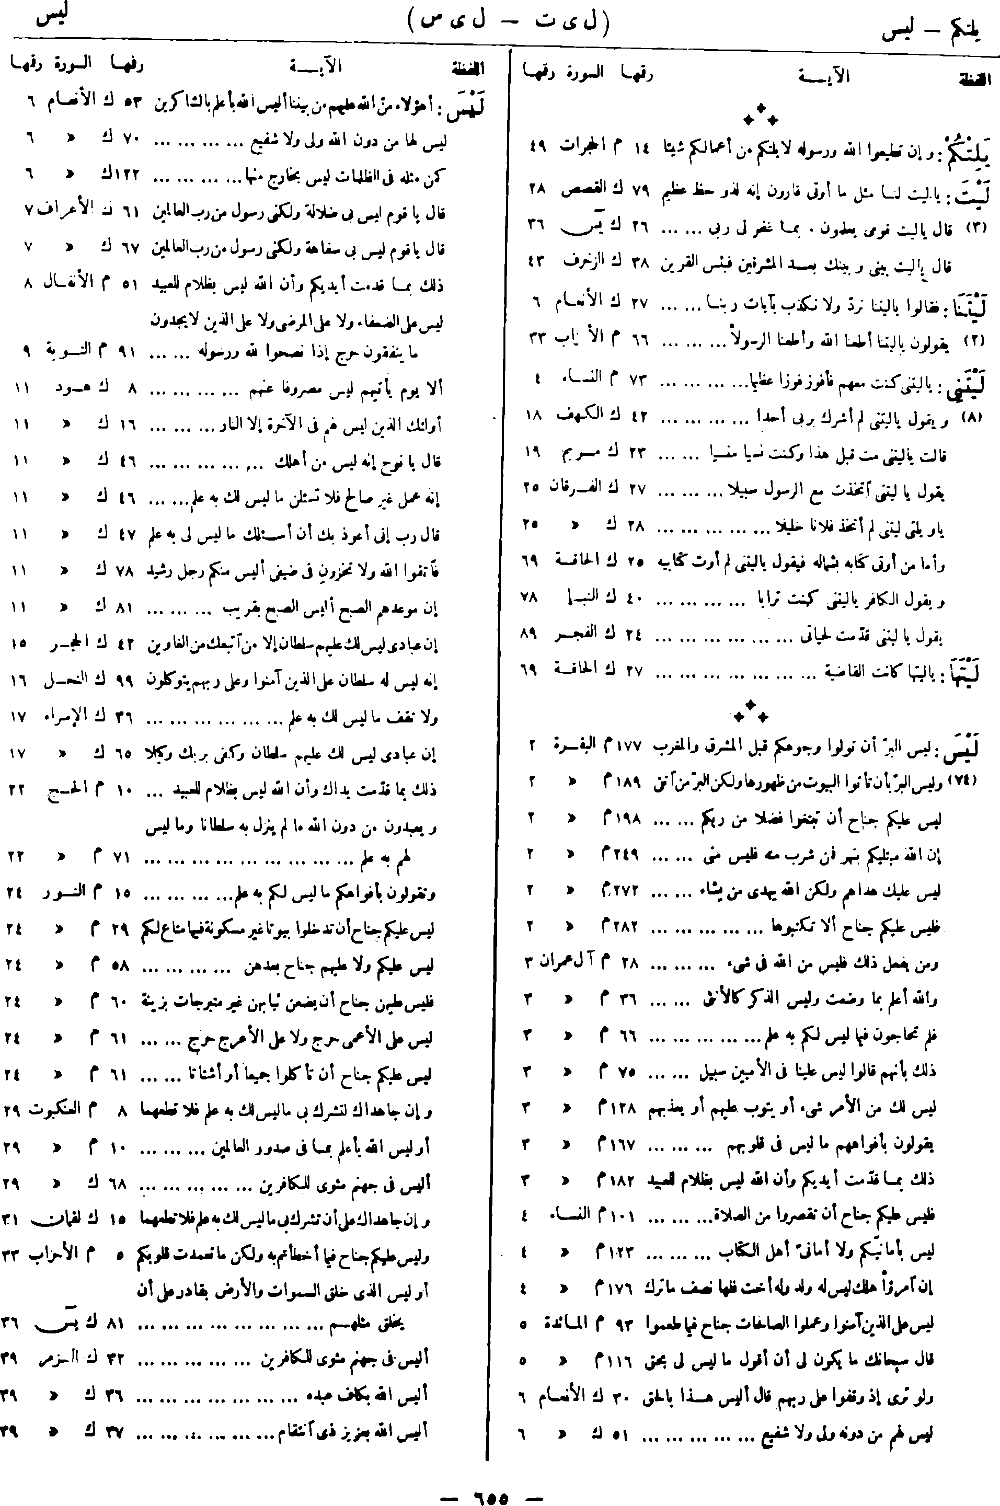 يلتكم – ليس
(ل ى ت – ل ى س)
ليس
اللفظة الآيــة رقمها السورة رقمها
يَلِتْكُمْ : وإن تطيعوا الله ورسوله لا يلتكم من أعمالكم شيئا ١٤ م الحجرات ٤٩
لَيْتَ : ياليت لنا مثل ما أوتى قارون إنه لذو حظ عظيم ٧٩ ك القصص ٢٨
(٣) قال ياليت قومى يعلمون . بما غفر لى ربى ... ... ٢٦ ك يس ٣٦
قال ياليت بينى وبينك بعد المشرقين فبئس القرين ٣٨ ك الزخرف ٤٣
لَيْتَنَا : فقالوا ياليتنا نردّ ولا نكذب بآيات ربنا ... ... ٢٧ ك الأنعام ٦
(٢) يقولون ياليتنا أطعنا الله وأطعنا الرسولا ... ... ٦٦ م الأحزاب ٣٣
لَيْتَنِي : ياليتنى كنت معهم فأفوز فوزا عظيما ... ... ... ٧٣ م النساء ٤
(٨) ويقول ياليتنى لم أشرك بربى أحدا ... ... ... ٤٢ ك الكهف ١٨
قالت ياليتنى مت قبل هذا وكنت نسيا منسيا ... ... ٢٣ ك مريم ١٩
يقول ياليتنى اتخذت مع الرسول سبيلا ... ... ٢٧ ك الفرقان ٢٥
ياويلتى ليتنى لم أتخذ فلانا خليلا ... ... ... ... ٢٨ ك « ٢٥
وأما من أوتى كتابه بشماله فيقول ياليتنى لم أوت كتابيه ٢٥ ك الحاقة ٦٩
ويقول الكافر ياليتنى كنت ترابا ... ... ... ... ٤٠ ك النبإ ٧٨
يقول ياليتنى قدّمت لحياتى ... ... ... ... ... ٢٤ ك الفجر ٨٩
لَيْتَهَا : ياليتها كانت القاضية ... ... ... ... ... ... ٢٧ ك الحاقة ٦٩
لَيْسَ : ليس البرّ أن تولوا وجوهكم قبل المشرق والمغرب ١٧٧ م البقرة ٢
(٧٤) وليس البرّ بأن تأتوا البيوت من ظهورها ولكن البرّ من اتقى ١٨٩ م « ٢
ليس عليكم جناح أن تبتغوا فضلا من ربكم ... ... ١٩٨ م « ٢
إن الله مبتليكم بنهر فمن شرب منه فليس منى ... ... ٢٤٩ م « ٢
ليس عليك هداهم ولكن الله يهدى من يشاء ... ... ٢٧٢ م « ٢
فليس عليكم جناح ألا تكتبوها ... ... ... ... ... ٢٨٢ م « ٢
ومن يفعل ذلك فليس من الله فى شىء ... ... ... ٢٨ م آل عمران ٣
والله أعلم بما وضعت وليس الذكر كالأنثى ... ... ٣٦ م « ٣
فلم تحاجون فيما ليس لكم به علم ... ... ... ... ٦٦ م « ٣
ذلك بأنهم قالوا ليس علينا فى الأميين سبيل ... ... ٧٥ م « ٣
ليس لك من الأمر شىء أو يتوب عليهم أو يعذبهم ١٢٨ م « ٣
يقولون بأفواههم ما ليس فى قلوبهم ... ... ... ١٦٧ م « ٣
ذلك بما قدّمت أيديكم وأن الله ليس بظلام للعبيد ١٨٢ م « ٣
فليس عليكم جناح أن تقصروا من الصلاة ... ... ... ١٠١ م النساء ٤
ليس بأمانيّكم ولا أمانىّ أهل الكتاب ... ... ... ١٢٣ م « ٤
إن امرؤا هلك ليس له ولد وله أخت فلها نصف ما ترك ١٧٦ م « ٤
ليس على الذين آمنوا وعملوا الصالحات جناح فيما طعموا ٩٣ م المائدة ٥
قال سبحانك ما يكون لى أن أقول ما ليس لى بحق ١١٦ م « ٥
ولو ترى إذ وقفوا على ربهم قال أليس هذا بالحق ٣٠ ك الأنعام ٦
ليس لهم من دونه ولى ولا شفيع ... ... ... ... ... ٥١ ك « ٦
اللفظة الآيــة رقمها السورة رقمها
لَيْسَ : أهؤلاء منّ الله عليهم من بيننا أليس الله بأعلم بالشاكرين ٥٣ ك الأنعام ٦
ليس لها من دون الله ولى ولا شفيع ... ... ... ... ٧٠ ك « ٦
كمن مثله فى الظلمات ليس بخارج منها ... ... ... ... ١٢٢ ك « ٦
قال ياقوم ليس بى ضلالة ولكنى رسول من رب العالمين ٦١ ك الأعراف ٧
قال ياقوم ليس بى سفاهة ولكنى رسول من رب العالمين ٦٧ ك « ٧
ذلك بما قدمت أيديكم وأن الله ليس بظلام للعبيد ٥١ م الأنفال ٨
ليس على الضعفاء ولا على المرضى ولا على الذين لا يجدون
ما ينفقون حرج إذا نصحوا لله ورسوله ... ... ٩١ م التوبة ٩
ألا يوم يأتيهم ليس مصروفا عنهم ... ... ... ... ٨ ك هود ١١
أولئك الذين ليس لهم فى الآخرة إلا النار ... ... ... ١٦ ك « ١١
قال يا نوح إنه ليس من أهلك ... ... ... ... ... ٤٦ ك « ١١
إنه عمل غير صالح فلا تسئلن ما ليس لك به علم ... ... ٤٦ ك « ١١
قال رب إنى أعوذ بك أن أسئلك ما ليس لى به علم ٤٧ ك « ١١
فاتقوا الله ولا تخزون فى ضيفى أليس منكم رجل رشيد ٧٨ ك « ١١
إن موعدهم الصبح أليس الصبح بقريب ... ... ... ٨١ ك « ١١
إن عبادى ليس لك عليهم سلطان إلا من اتبعك من الغاوين ٤٢ ك الحجر ١٥
إنه ليس له سلطان على الذين آمنوا وعلى ربهم يتوكلون ٩٩ ك النحل ١٦
ولا تقف ما ليس لك به علم ... ... ... ... ... ... ٣٦ ك الإسراء ١٧
إن عبادى ليس لك عليهم سلطان وكفى بربك وكيلا ٦٥ ك « ١٧
ذلك بما قدّمت يداك وأن الله ليس بظلام للعبيد ... ١٠ م الحج ٢٢
ويعبدون من دون الله ما لم ينزل به سلطانا وما ليس
لهم به علم ... ... ... ... ... ... ... ... ... ٧١ م « ٢٢
وتقولون بأفواهكم ما ليس لكم به علم ... ... ... ... ١٥ م النور ٢٤
ليس عليكم جناح أن تدخلوا بيوتا غير مسكونة فيها متاع لكم ٢٩ م « ٢٤
ليس عليكم ولا عليهم جناح بعدهن ... ... ... ... ٥٨ م « ٢٤
فليس عليهن جناح أن يضعن ثيابهن غير متبرجات بزينة ٦٠ م « ٢٤
ليس على الأعمى حرج ولا على الأعرج حرج ... ... ٦١ م « ٢٤
ليس عليكم جناح أن تأكلوا جميعا أو أشتاتا ... ... ٦١ م « ٢٤
وإن جاهداك لتشرك بى ما ليس لك به علم فلا تطعهما ٨ م العنكبوت ٢٩
أو ليس الله بأعلم بما فى صدور العالمين ... ... ... ١٠ م « ٢٩
أليس فى جهنم مثوى للكافرين ... ... ... ... ... ٦٨ ك « ٢٩
وإن جاهداك على أن تشرك بى ما ليس لك به علم فلا تطعهما ١٥ ك لقمان ٣١
وليس عليكم جناح فيما أخطأتم به ولكن ما تعمدت قلوبكم ٥ م الأحزاب ٣٣
أو ليس الذى خلق السموات والأرض بقادر على أن
يخلق مثلهم ... ... ... ... ... ... ... ... ... ٨١ ك يس ٣٦
أليس فى جهنم مثوى للكافرين ... ... ... ... ... ٣٢ ك الزمر ٣٩
أليس الله بكاف عبده ... ... ... ... ... ... ... ٣٦ ك « ٣٩
أليس الله بعزيز ذى انتقام ... ... ... ... ... ... ٣٧ ك « ٣٩
– ٦٥٥ –